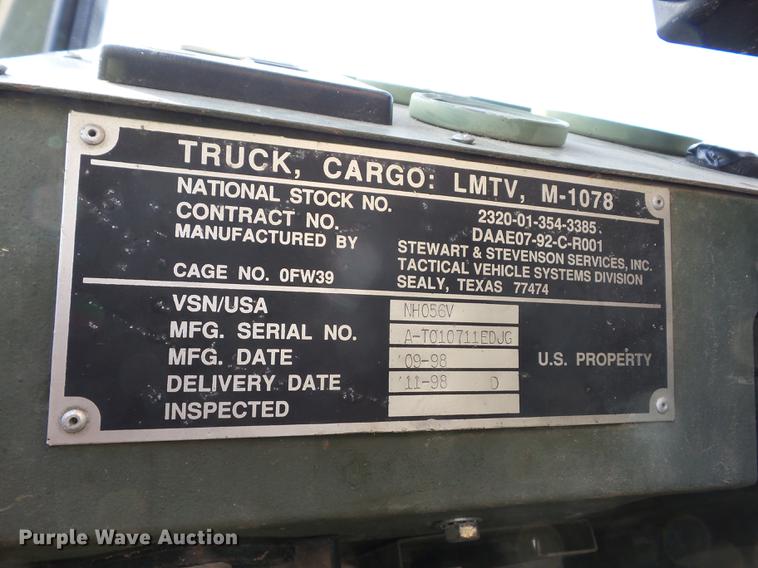 TRUCK, CARGO: LMTV, M-1078
NATIONAL STOCK NO. 2320-01-354-3385
CONTRACT NO. DAAE07-92-C-R001
MANUFACTURED BY STEWART & STEVENSON SERVICES, INC.
TACTICAL VEHICLE SYSTEMS DIVISION
CAGE NO. 0FW39 SEALY, TEXAS 77474
VSN/USA NH056V
MFG. SERIAL NO. A-T010711EDJG
MFG. DATE 09-98 U.S. PROPERTY
DELIVERY DATE 11-98 D
INSPECTED
Purple Wave Auction